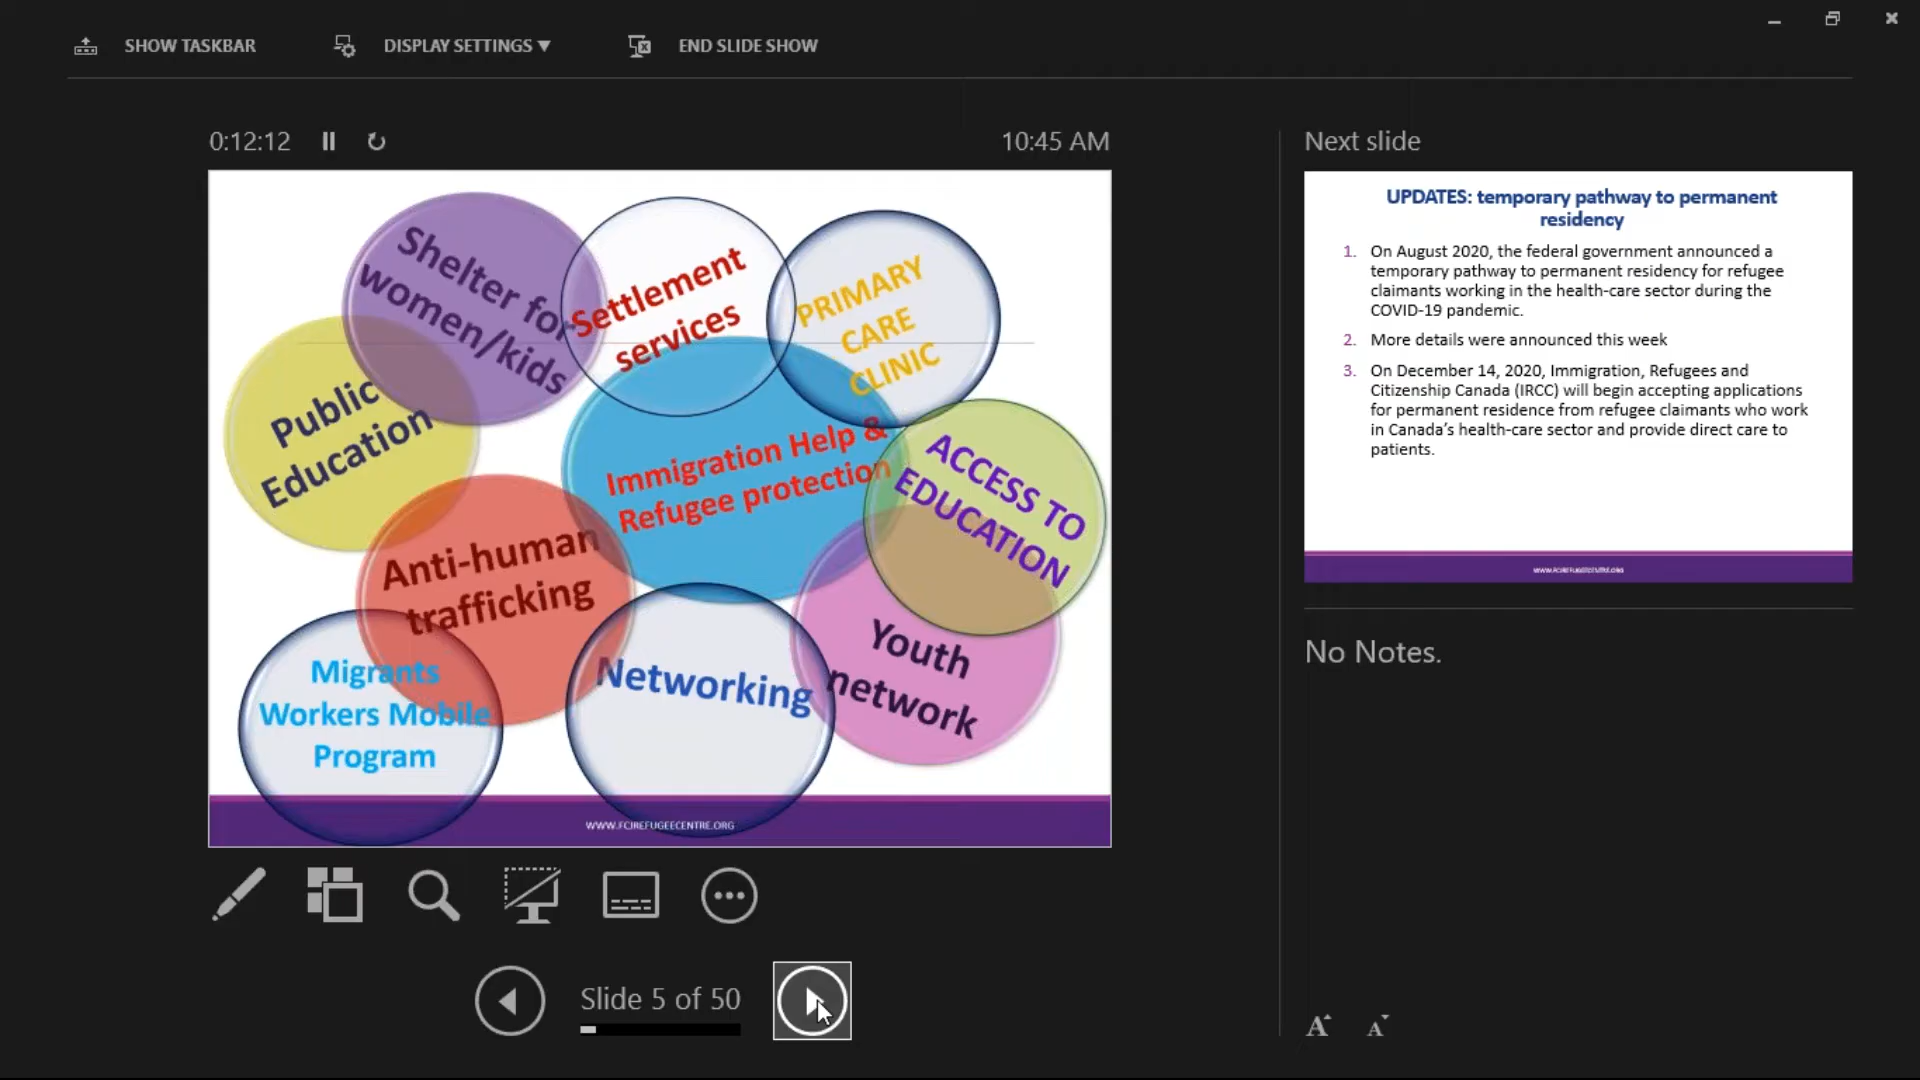 SHOW TASKBAR
DISPLAY SETTINGS ▼
END SLIDE SHOW
0:12:12
10:45 AM
Next slide
Shelter for
women/kids
Settlement
services
PRIMARY
CARE
CLINIC
Public
Education
Immigration Help &
Refugee protection
ACCESS TO
EDUCATION
Anti-human
trafficking
Youth
network
Migrants
Workers Mobile
Program
Networking
WWW.FCJREFUGEECENTRE.ORG
UPDATES: temporary pathway to permanent
residency
1. On August 2020, the federal government announced a
temporary pathway to permanent residency for refugee
claimants working in the health-care sector during the
COVID-19 pandemic.
2. More details were announced this week
3. On December 14, 2020, Immigration, Refugees and
Citizenship Canada (IRCC) will begin accepting applications
for permanent residence from refugee claimants who work
in Canada’s health-care sector and provide direct care to
patients.
WWW.FCJREFUGEECENTRE.ORG
No Notes.
Slide 5 of 50
A
A